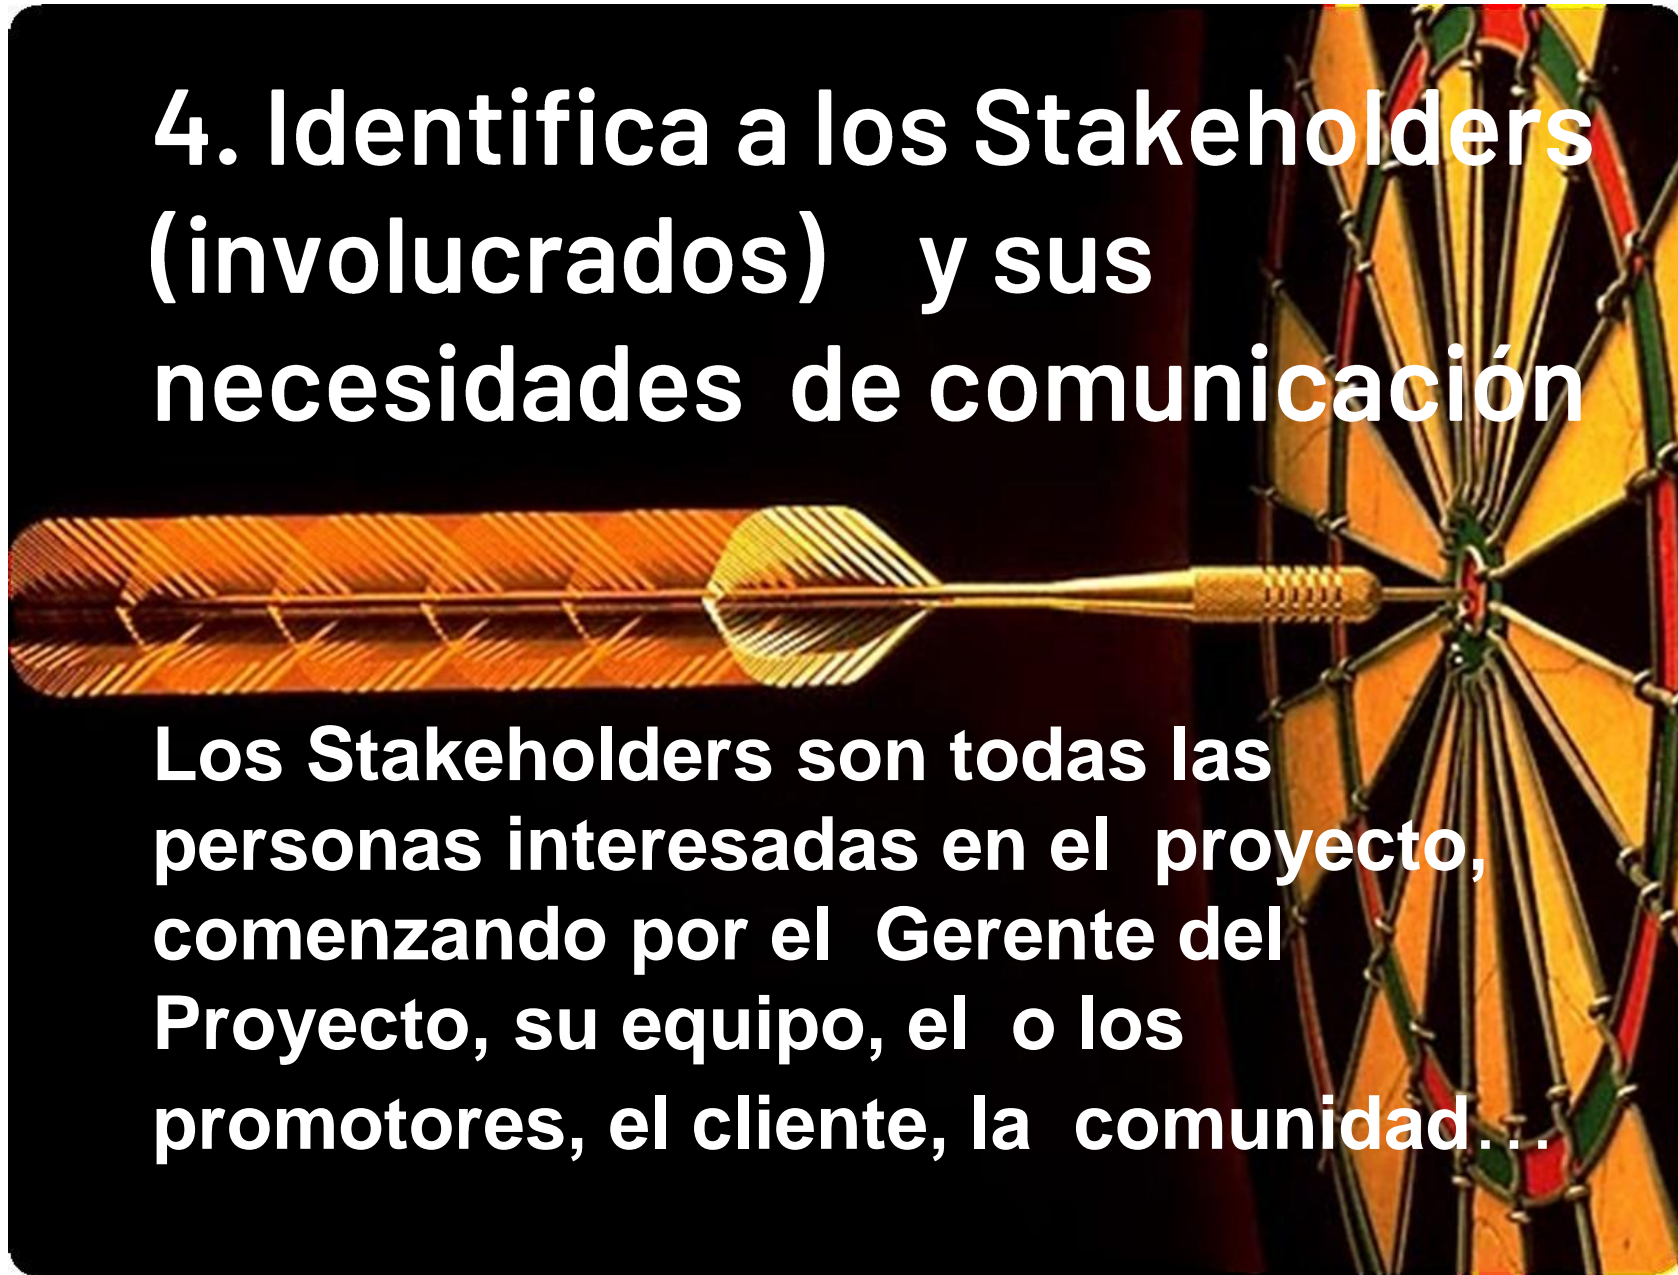 4. Identifica a los Stakeholders
(involucrados) y sus
necesidades de comunicación
Los Stakeholders son todas las
personas interesadas en el proyecto,
comenzando por el Gerente del
Proyecto, su equipo, el o los
promotores, el cliente, la comunidad…